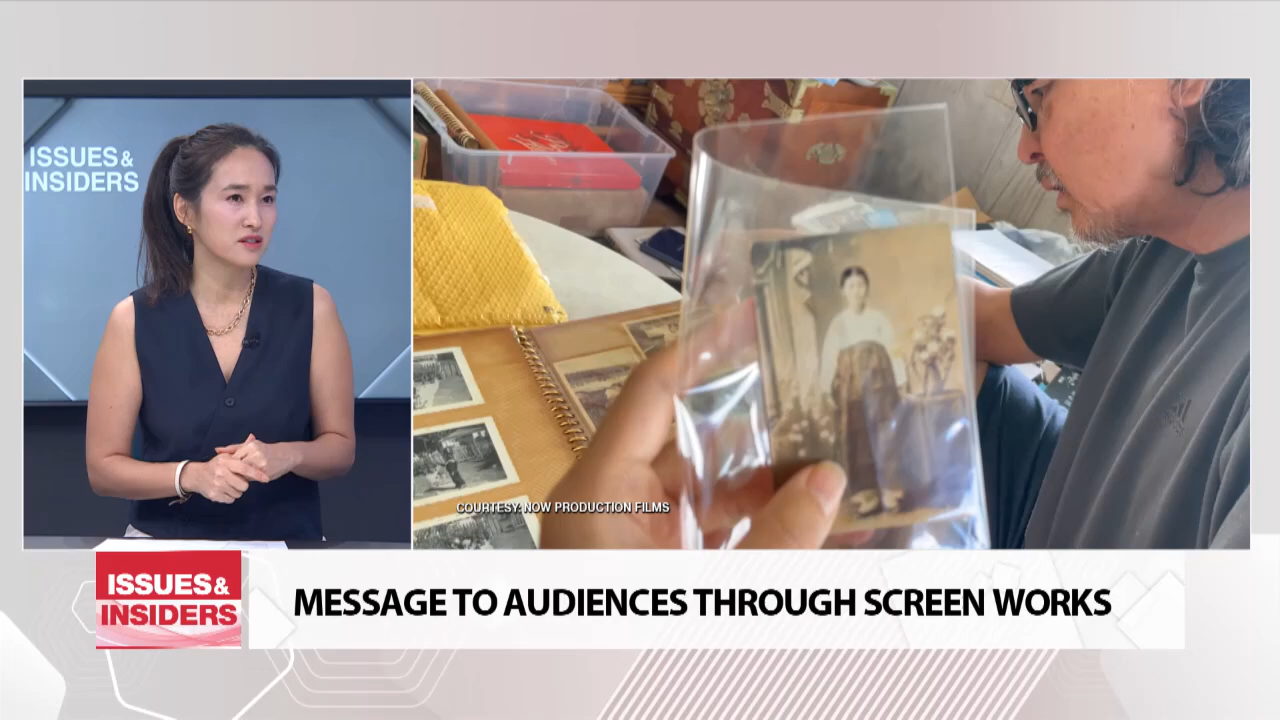 ISSUES&
INSIDERS
COURTESY: NOW PRODUCTION FILMS
ISSUES&
INSIDERS
MESSAGE TO AUDIENCES THROUGH SCREEN WORKS